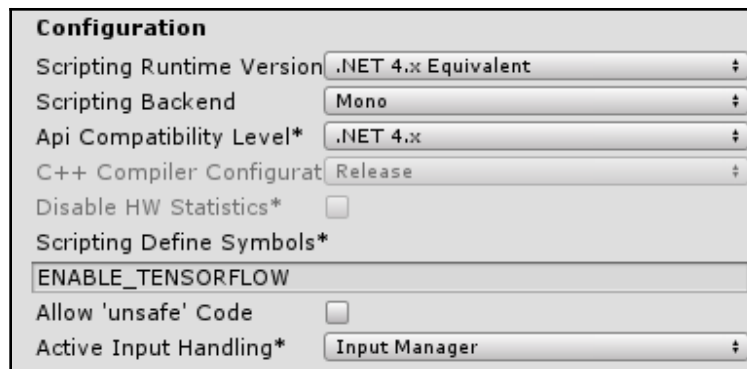 Configuration
Scripting Runtime Version .NET 4.x Equivalent
Scripting Backend Mono
Api Compatibility Level* .NET 4.x
C++ Compiler Configurat Release
Disable HW Statistics*
Scripting Define Symbols*
ENABLE_TENSORFLOW
Allow 'unsafe' Code
Active Input Handling* Input Manager